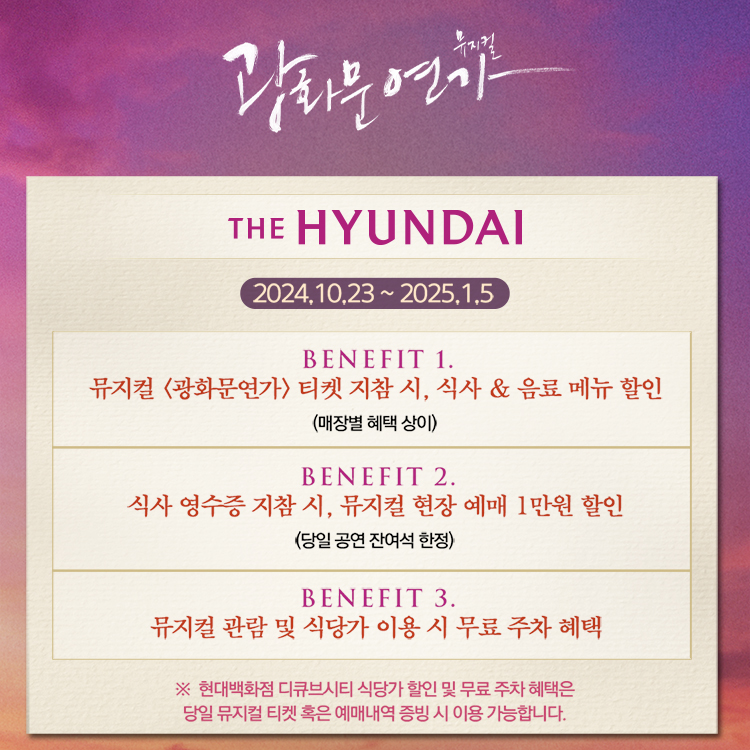 뮤지컬
광화문연가
THE HYUNDAI
2024.10.23 ~ 2025.1.5
BENEFIT 1.
뮤지컬 <광화문연가> 티켓 지참 시, 식사 & 음료 메뉴 할인
(매장별 혜택 상이)
BENEFIT 2.
식사 영수증 지참 시, 뮤지컬 현장 예매 1만원 할인
(당일 공연 잔여석 한정)
BENEFIT 3.
뮤지컬 관람 및 식당가 이용 시 무료 주차 혜택
※ 현대백화점 디큐브시티 식당가 할인 및 무료 주차 혜택은
당일 뮤지컬 티켓 혹은 예매내역 증빙 시 이용 가능합니다.